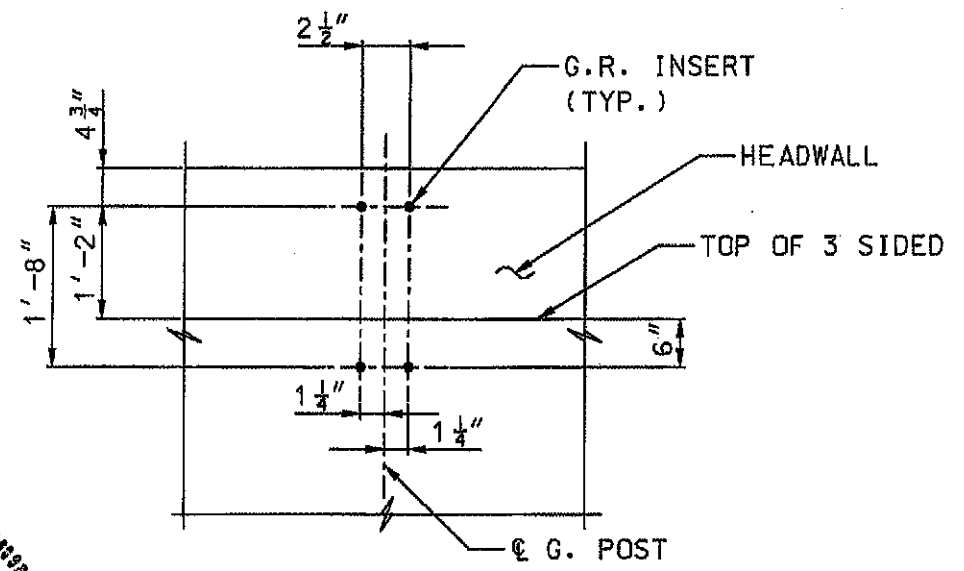 2 1/2"
G.R. INSERT
(TYP.)
4 3/4"
HEADWALL
TOP OF 3 SIDED
1'-8"
1'-2"
6"
1 1/4"
1 1/4"
℄ G. POST